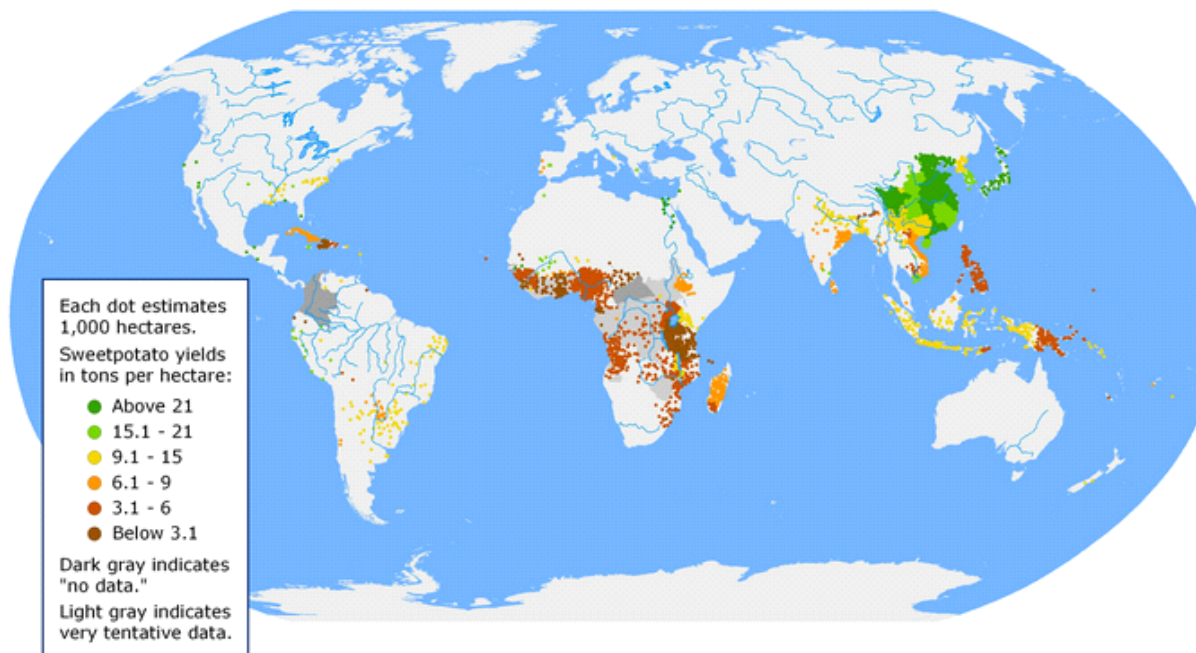 Each dot estimates
1,000 hectares.
Sweetpotato yields
in tons per hectare:
Above 21
15.1 - 21
9.1 - 15
6.1 - 9
3.1 - 6
Below 3.1
Dark gray indicates
"no data."
Light gray indicates
very tentative data.